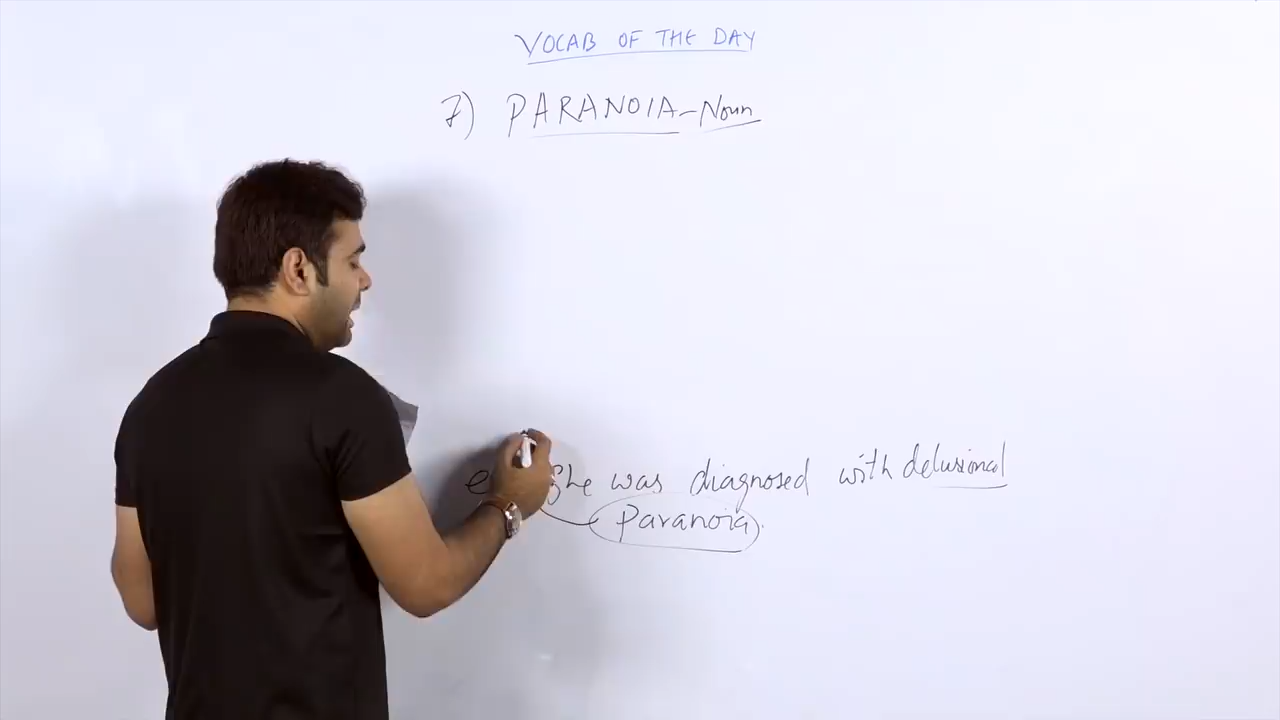 VOCAB OF THE DAY
7) PARANOIA - Noun
She was diagnosed with delusional
Paranoia.